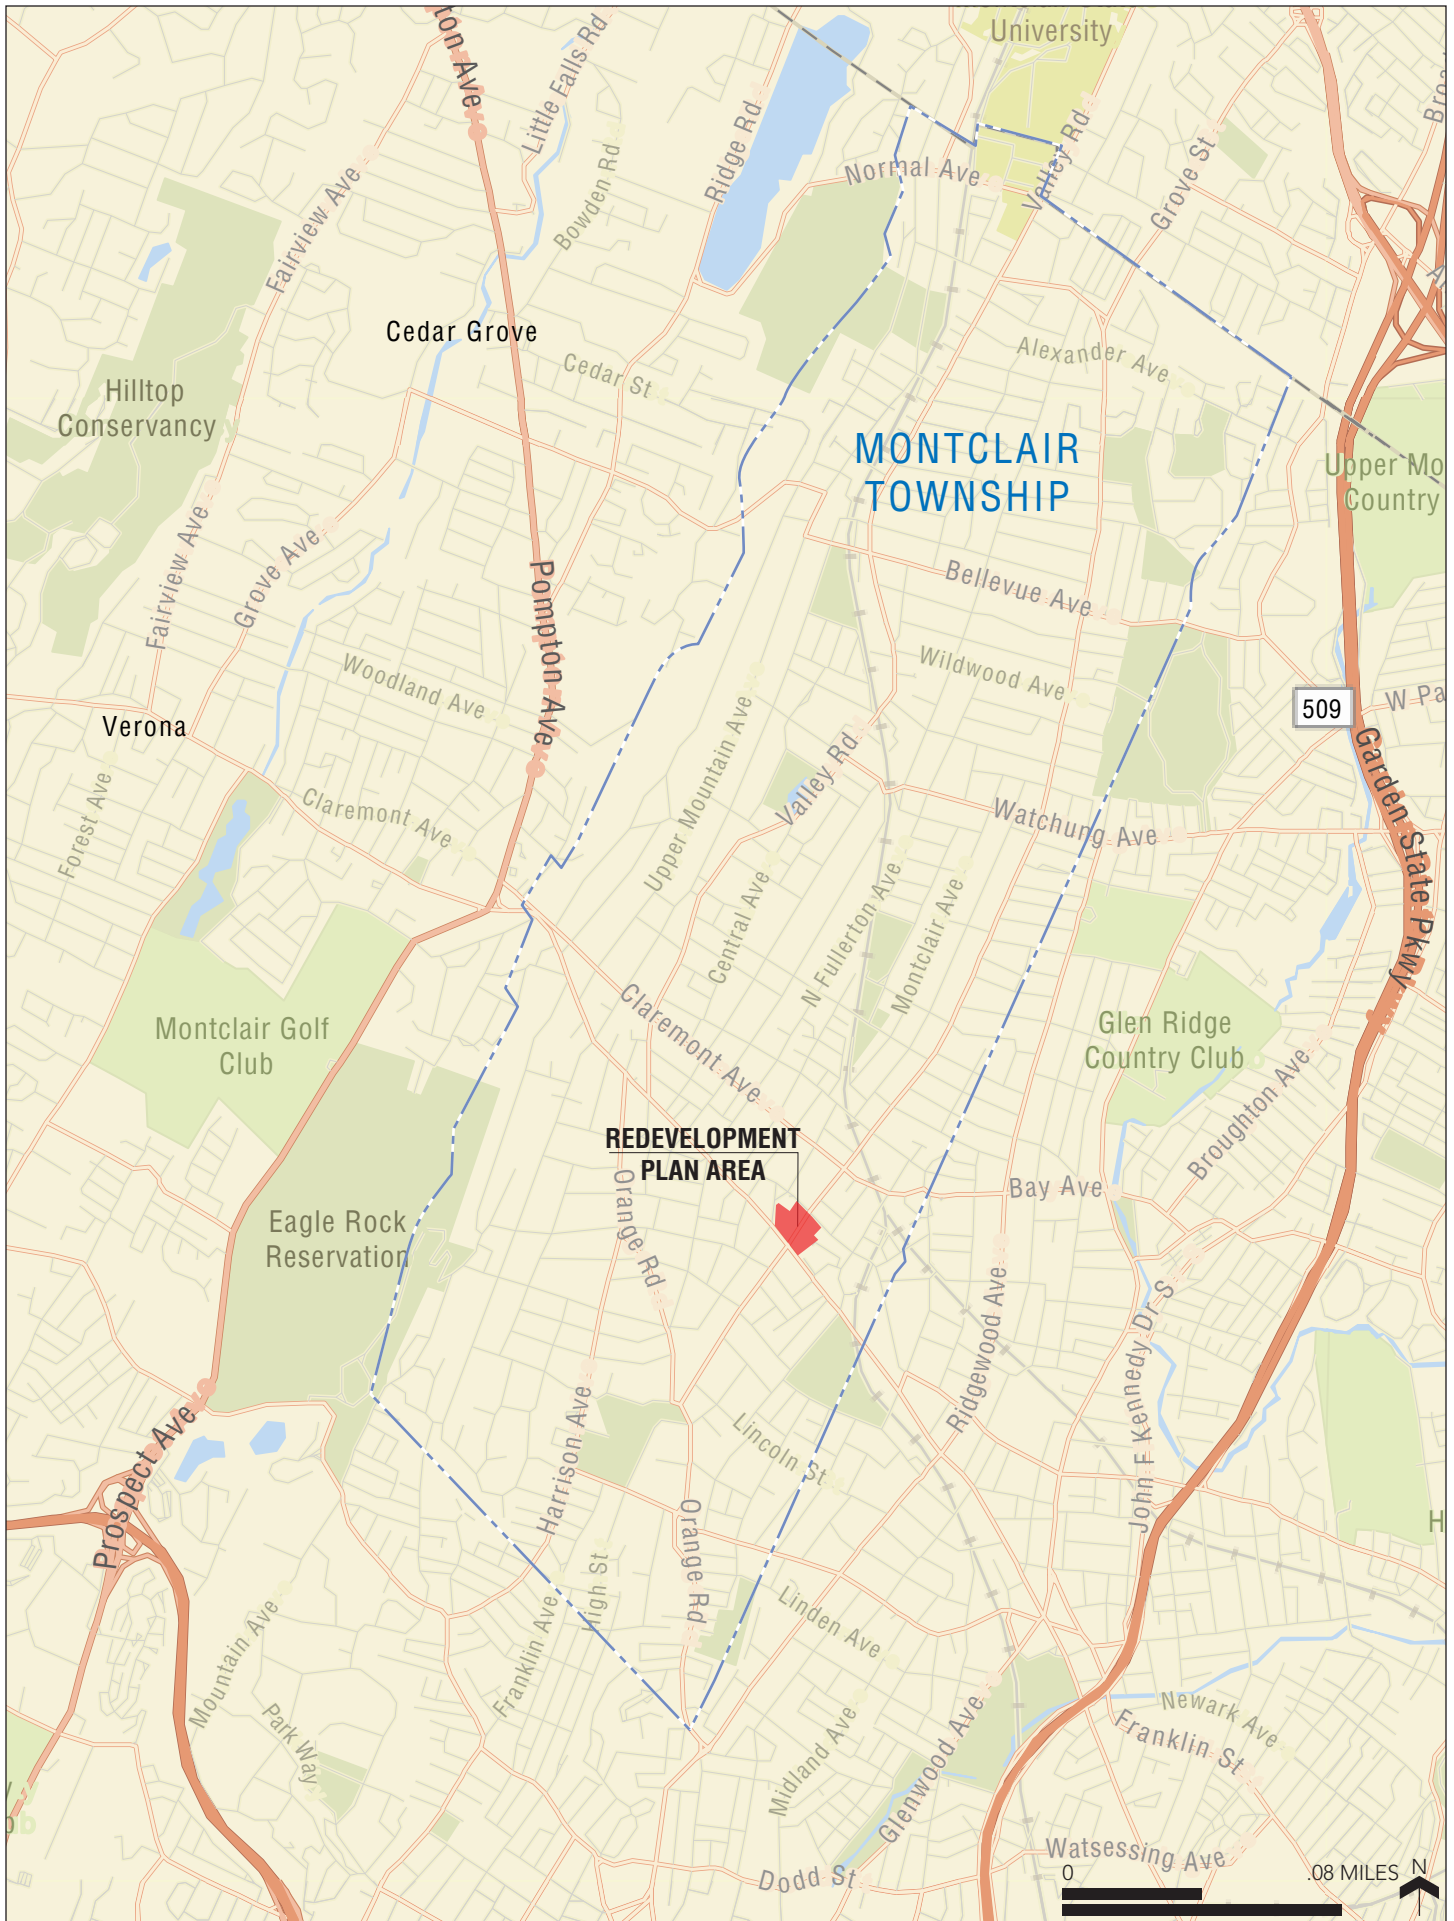 University
ton Ave
Little Falls Rd
Ridge Rd
Bowden Rd
Normal Ave
Valley Rd
Grove St
Fairview Ave
Cedar Grove
Cedar St
Alexander Ave
Hilltop
Conservancy
MONTCLAIR
TOWNSHIP
Upper Mo
Country
Fairview Ave
Grove Ave
Pompton Ave
Bellevue Ave
Woodland Ave
Wildwood Ave
Verona
509
W Pa
Garden State Pkwy
Forest Ave
Claremont Ave
Upper Mountain Ave
Valley Rd
Watchung Ave
Central Ave
N Fullerton Ave
Montclair Ave
Montclair Golf
Club
Claremont Ave
Glen Ridge
Country Club
Broughton Ave
REDEVELOPMENT
PLAN AREA
Orange Rd
Bay Ave
Eagle Rock
Reservation
Ridgewood Ave
John F Kennedy Dr S
Prospect Ave
Harrison Ave
Lincoln St
Orange Rd
High St
Franklin Ave
Linden Ave
H
Mountain Ave
Park Way
Midland Ave
Glenwood Ave
Newark Ave
Franklin St
Watsessing Ave
Dodd St
0
.08 MILES
N